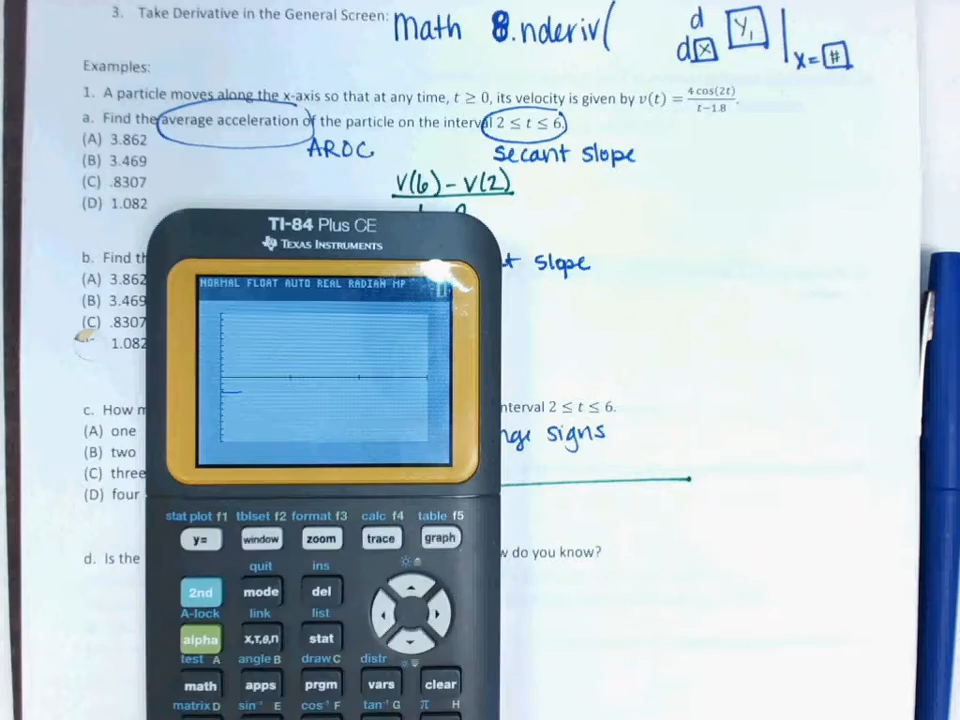 3. Take Derivative in the General Screen: Math 8.nderiv( d/d[x] [Y₁] | x=[#]
Examples:
1. A particle moves along the x-axis so that at any time, t ≥ 0, its velocity is given by v(t) = 4 cos(2t)/t−1.8.
a. Find the average acceleration of the particle on the interval 2 ≤ t ≤ 6.
(A) 3.862 AROC secant slope
(B) 3.469
(C) .8307 v(6) - v(2)
(D) 1.082
b. Find th slope
(A) 3.862
(B) 3.469
(C) .8307
1.082
c. How m nterval 2 ≤ t ≤ 6.
(A) one nge signs
(B) two
(C) three
(D) four
d. Is the w do you know?
TI-84 Plus CE
TEXAS INSTRUMENTS
NORMAL FLOAT AUTO REAL RADIAN MP
stat plot f1 tblset f2 format f3 calc f4 table f5
y= window zoom trace graph
quit ins
2nd mode del
A-lock link list
alpha X,T,θ,n stat
test A angle B draw C distr
math apps prgm vars clear
matrix D sin⁻¹ E cos⁻¹ F tan⁻¹ G π H